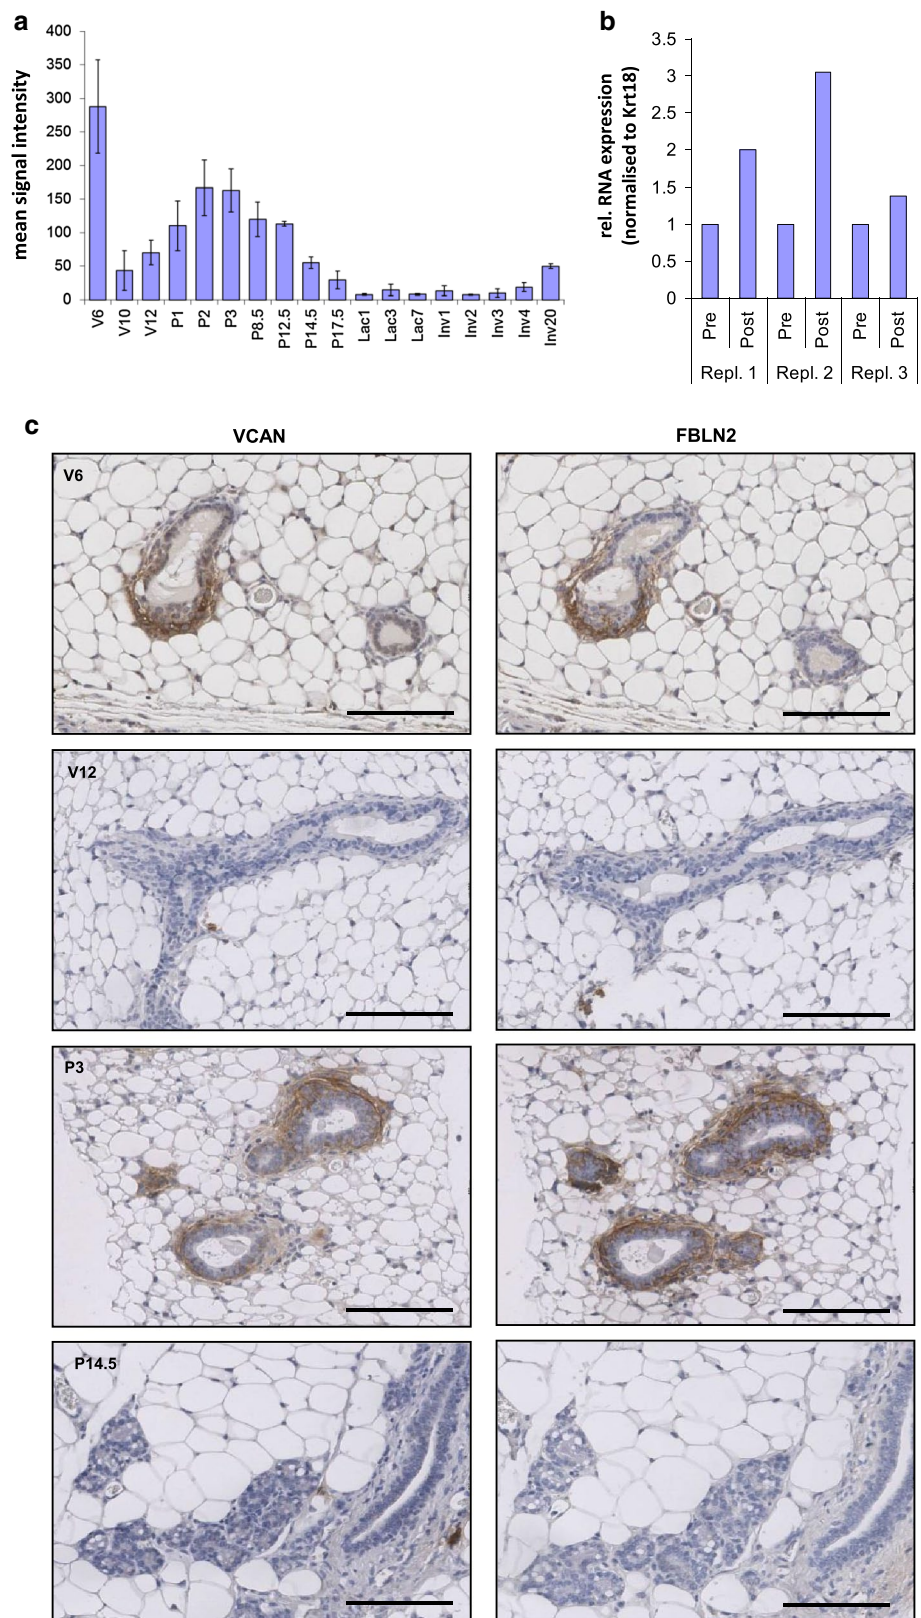 a
mean signal intensity
400
350
300
250
200
150
100
50
0
V6 V10 V12 P1 P2 P3 P8.5 P12.5 P14.5 P17.5 Lac1 Lac3 Lac7 Inv1 Inv2 Inv3 Inv4 Inv20
b
rel. RNA expression
(normalised to Krt18)
3.5
3
2.5
2
1.5
1
0.5
0
Pre Post Pre Post Pre Post
Repl. 1 Repl. 2 Repl. 3
c
VCAN FBLN2
V6
V12
P3
P14.5